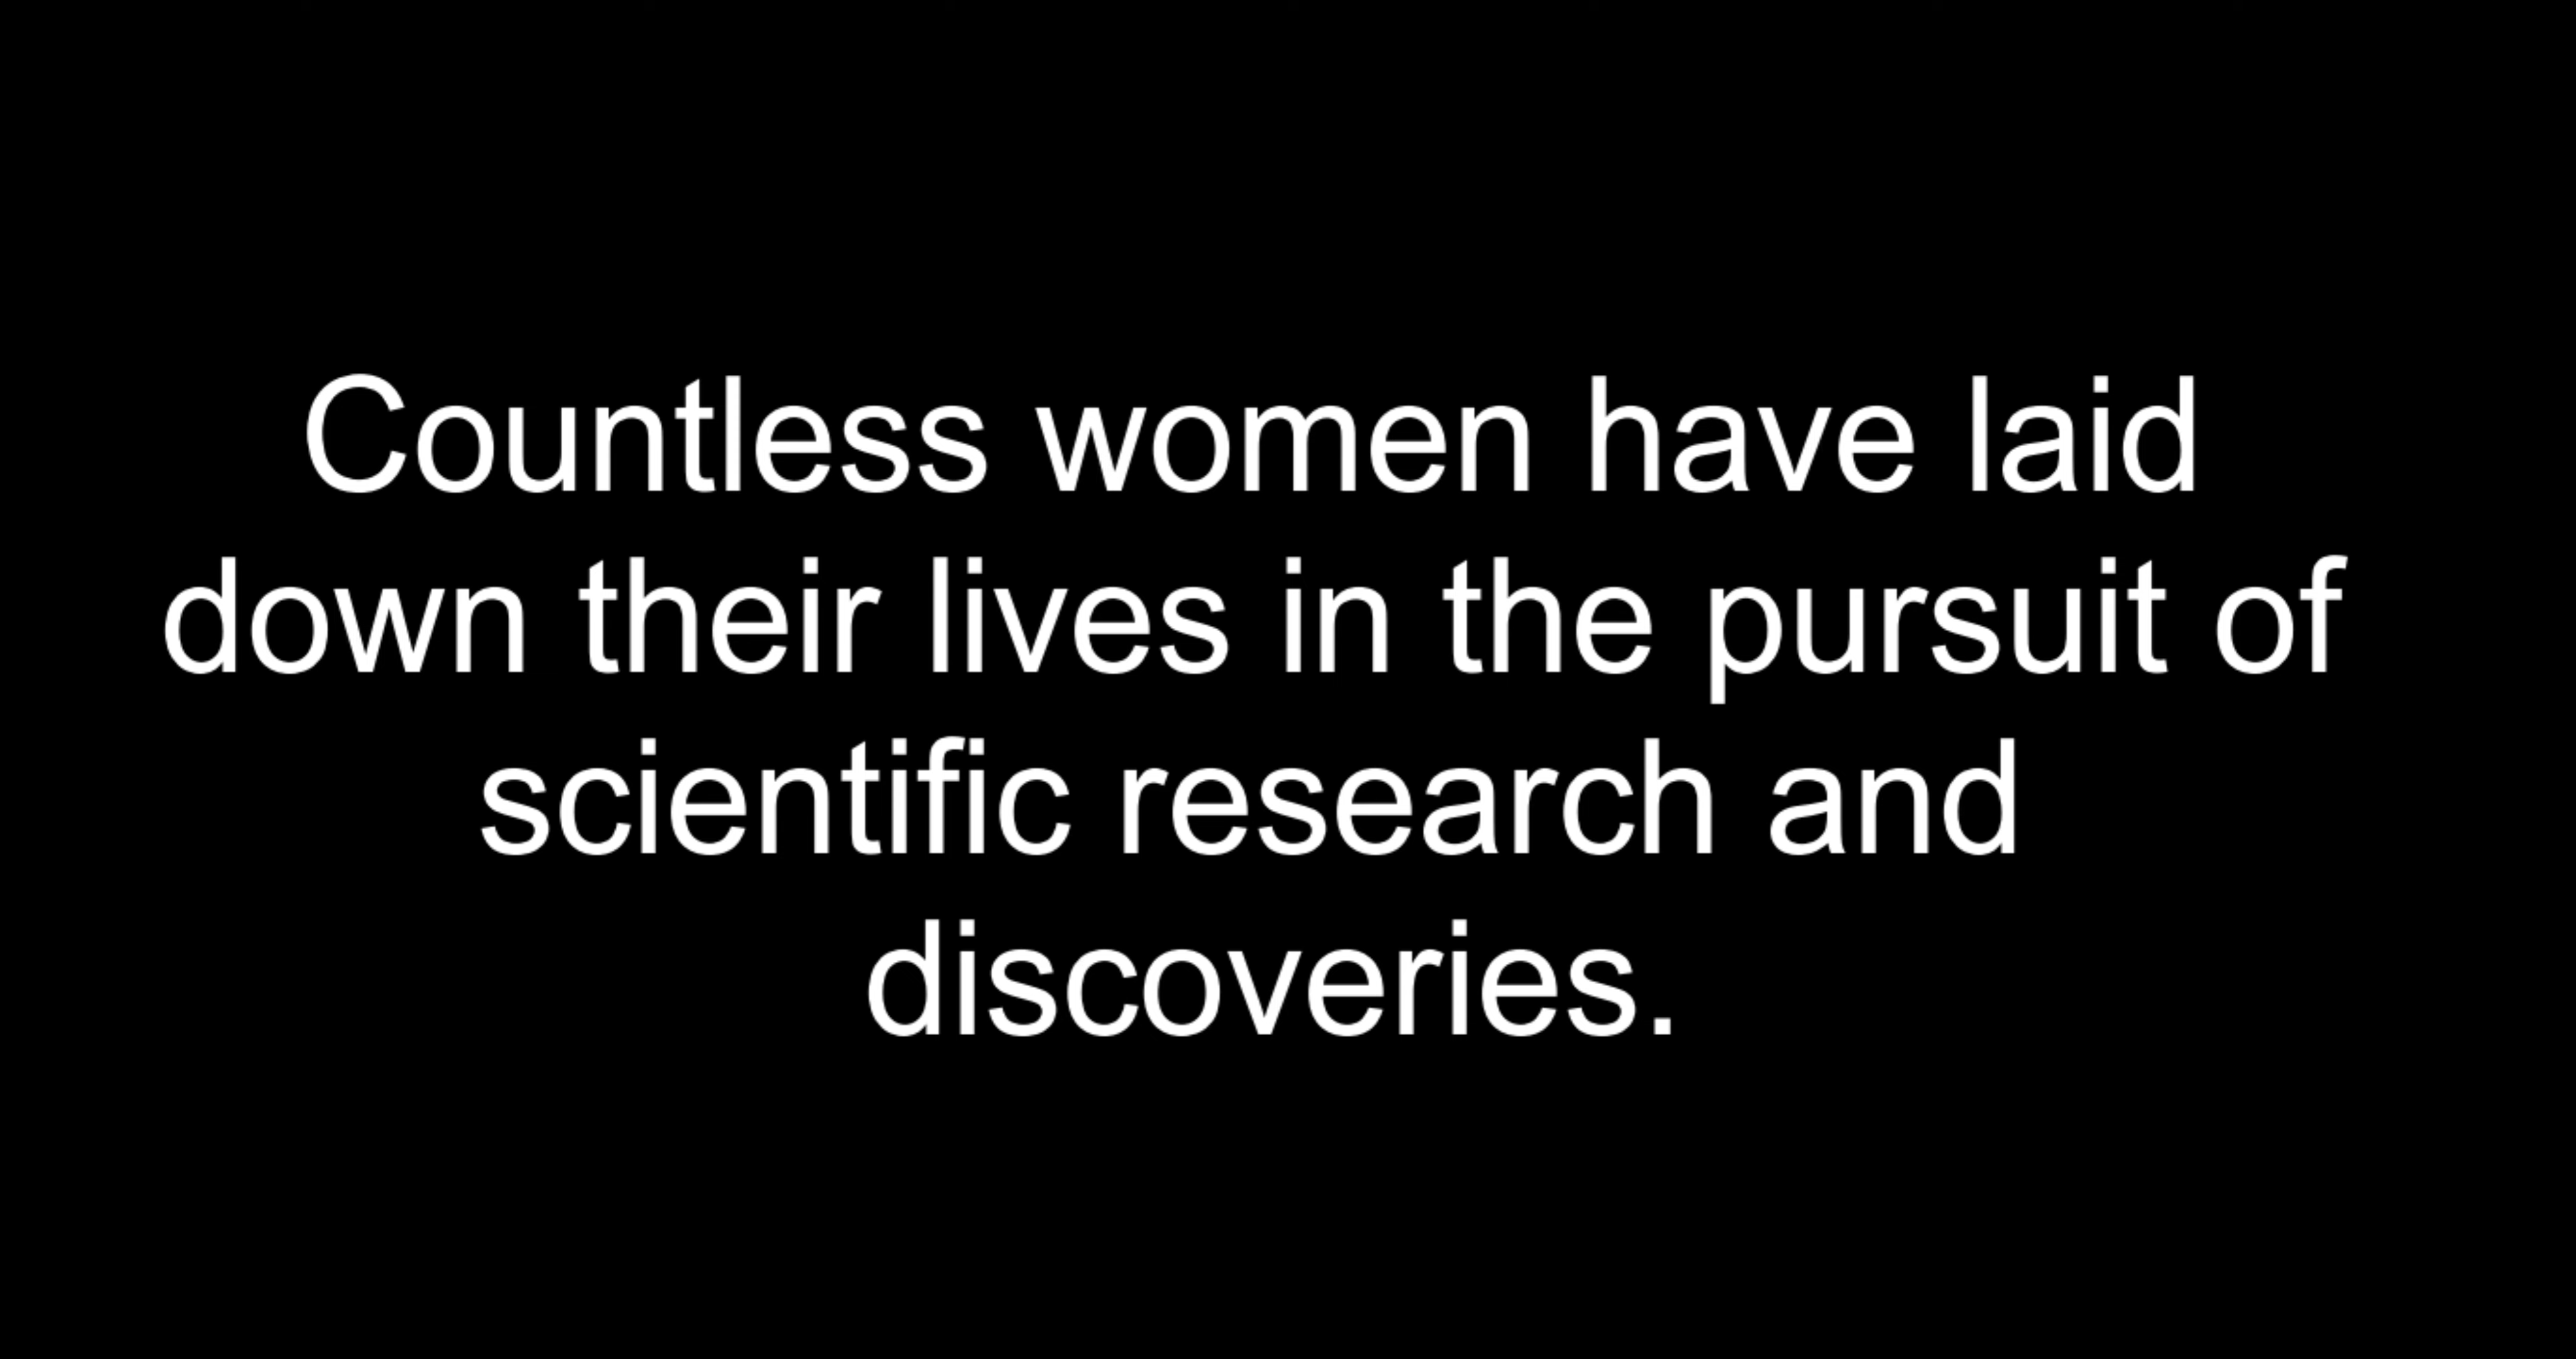 Countless women have laid
down their lives in the pursuit of
scientific research and
discoveries.